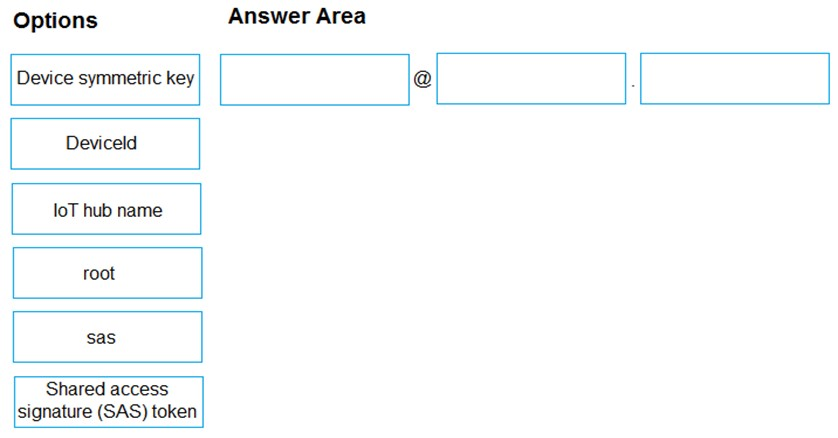 Options
Answer Area
Device symmetric key
@
.
DeviceId
IoT hub name
root
sas
Shared access
signature (SAS) token